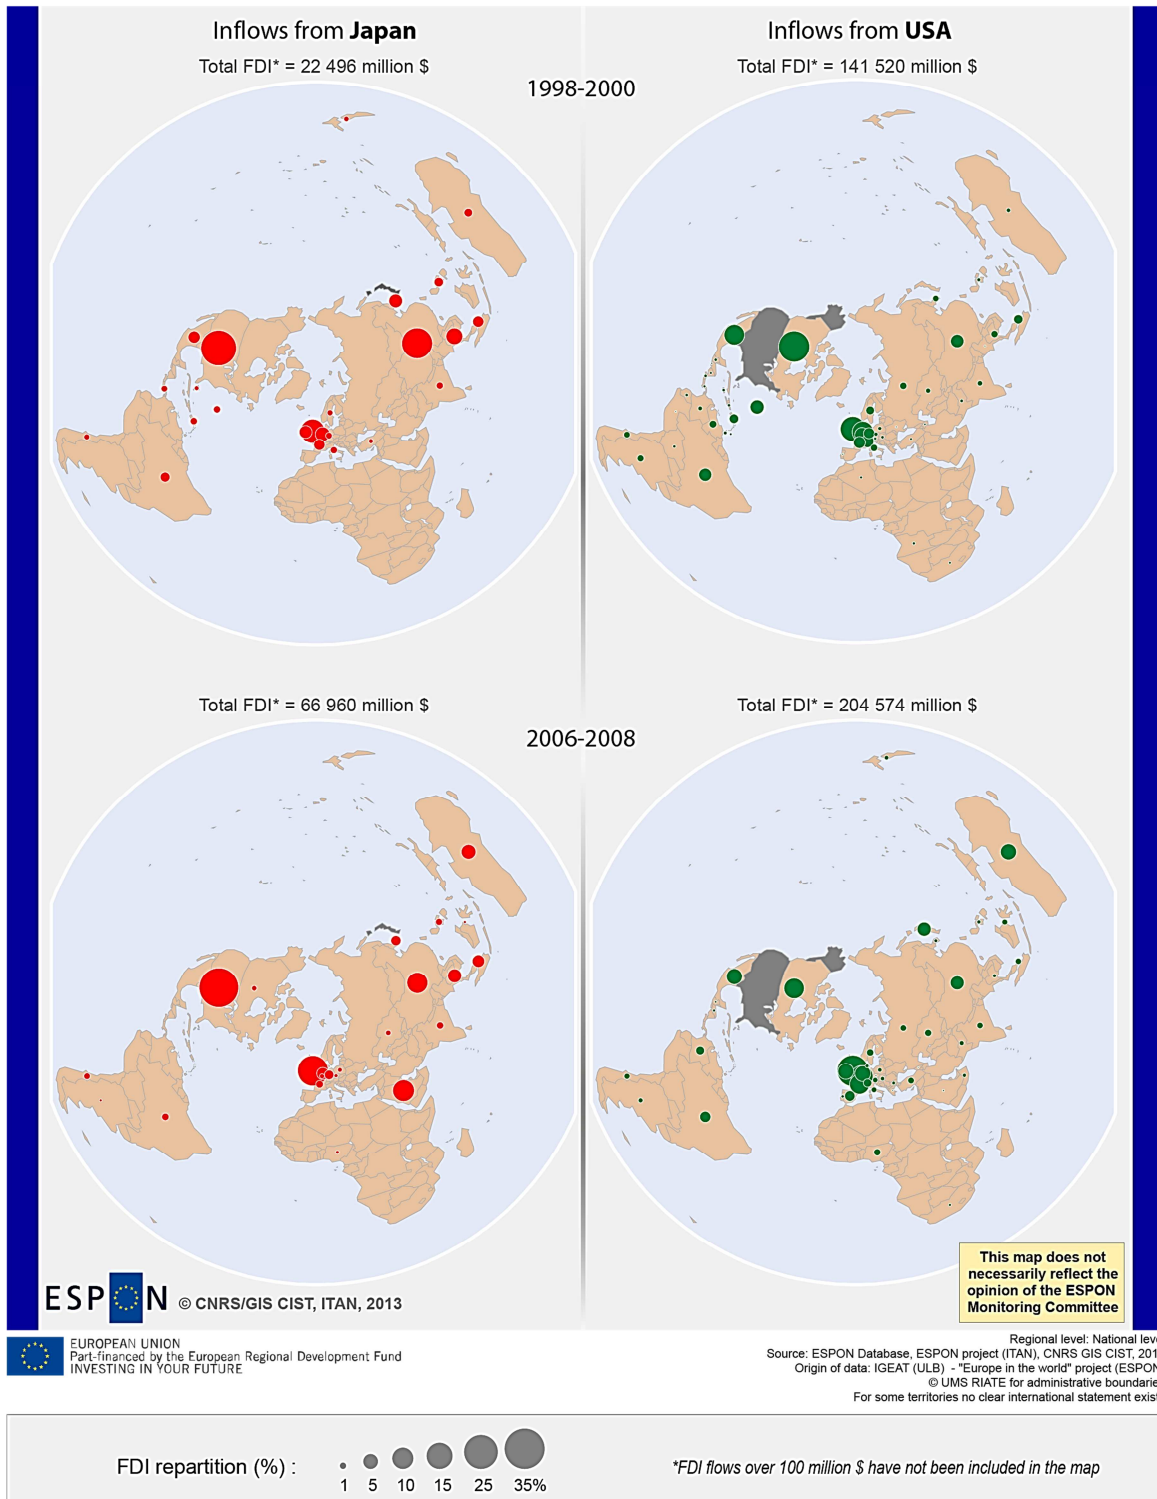 Inflows from Japan
Inflows from USA
Total FDI* = 22 496 million $
Total FDI* = 141 520 million $
1998-2000
Total FDI* = 66 960 million $
Total FDI* = 204 574 million $
2006-2008
This map does not
necessarily reflect the
opinion of the ESPON
Monitoring Committee
ESPON © CNRS/GIS CIST, ITAN, 2013
EUROPEAN UNION
Part-financed by the European Regional Development Fund
INVESTING IN YOUR FUTURE
Regional level: National leve
Source: ESPON Database, ESPON project (ITAN), CNRS GIS CIST, 201
Origin of data: IGEAT (ULB) - "Europe in the world" project (ESPON
© UMS RIATE for administrative boundarie
For some territories no clear international statement exist
FDI repartition (%) :
1 5 10 15 25 35%
*FDI flows over 100 million $ have not been included in the map